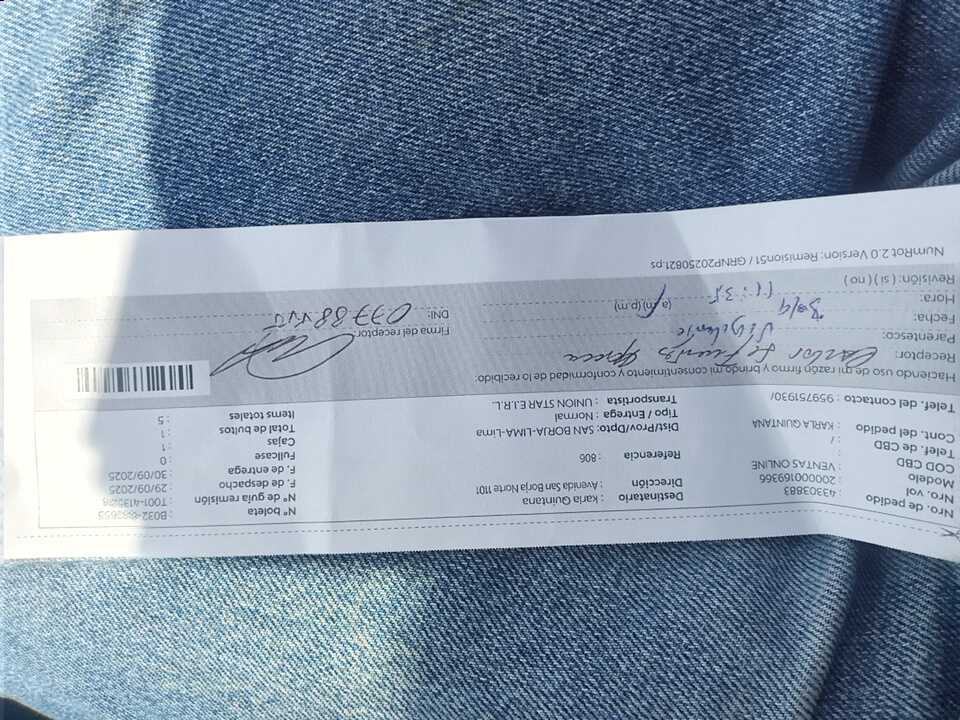 Nro. de pedido : 43303883
Nro. vol : 200001169366
Modelo : VENTAS ONLINE
COD CBD
Telef. de CBD : /
Cont. del pedido : KARLA QUINTANA
Telef. del contacto : 959751930/
Destinatario : karla Quintana
Dirección : Avenida San Borja Norte 1101
Referencia : 806
Dist/Prov/Dpto: SAN BORJA-LIMA-Lima
Tipo / Entrega : Normal
Transportista : UNION STAR E.I.R.L.
N° boleta
N° de guía remisión
F. de despacho : 29/09/2025
F. de entrega : 30/09/2025
Fullcase : 0
Cajas : 1
Total de bultos : 1
Items totales : 5
Haciendo uso de mi razón firmo y brindo mi consentimiento y conformidad de lo recibido:
Receptor: Carlos
Parentesco: Vigilante
Fecha: 30/9
Hora: 11:35 (a.m) (p.m)
Revisión: ( si ) ( no )
Firma del receptor:
DNI:
NumRot 2.0 Version: Remision51 / GRNP20250821.ps